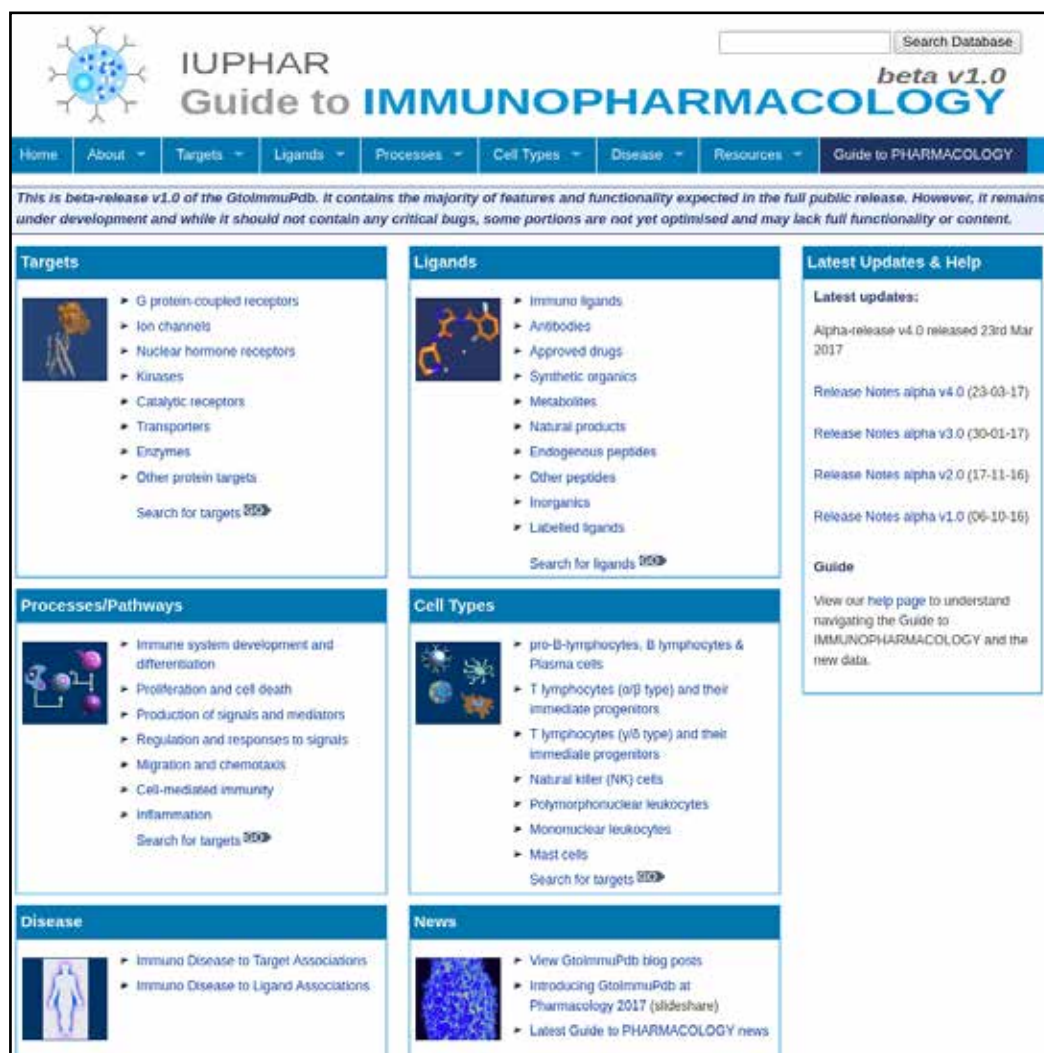 IUPHAR
Guide to IMMUNOPHARMACOLOGY
beta v1.0
Search Database
Home About Targets Ligands Processes Cell Types Disease Resources Guide to PHARMACOLOGY
This is beta-release v1.0 of the GtoImmuPdb. It contains the majority of features and functionality expected in the full public release. However, it remains
under development and while it should not contain any critical bugs, some portions are not yet optimised and may lack full functionality or content.
Targets
G protein-coupled receptors
Ion channels
Nuclear hormone receptors
Kinases
Catalytic receptors
Transporters
Enzymes
Other protein targets
Search for targets GO
Ligands
Immuno ligands
Antibodies
Approved drugs
Synthetic organics
Metabolites
Natural products
Endogenous peptides
Other peptides
Inorganics
Labelled ligands
Search for ligands GO
Latest Updates & Help
Latest updates:
Alpha-release v4.0 released 23rd Mar
2017
Release Notes alpha v4.0 (23-03-17)
Release Notes alpha v3.0 (30-01-17)
Release Notes alpha v2.0 (17-11-16)
Release Notes alpha v1.0 (06-10-16)
Guide
View our help page to understand
navigating the Guide to
IMMUNOPHARMACOLOGY and the
new data.
Processes/Pathways
Immune system development and
differentiation
Proliferation and cell death
Production of signals and mediators
Regulation and responses to signals
Migration and chemotaxis
Cell-mediated immunity
Inflammation
Search for targets GO
Cell Types
pro-B-lymphocytes, B lymphocytes &
Plasma cells
T lymphocytes (α/β type) and their
immediate progenitors
T lymphocytes (γ/δ type) and their
immediate progenitors
Natural killer (NK) cells
Polymorphonuclear leukocytes
Mononuclear leukocytes
Mast cells
Search for targets GO
Disease
Immuno Disease to Target Associations
Immuno Disease to Ligand Associations
News
View GtoImmuPdb blog posts
Introducing GtoImmuPdb at
Pharmacology 2017 (slideshare)
Latest Guide to PHARMACOLOGY news